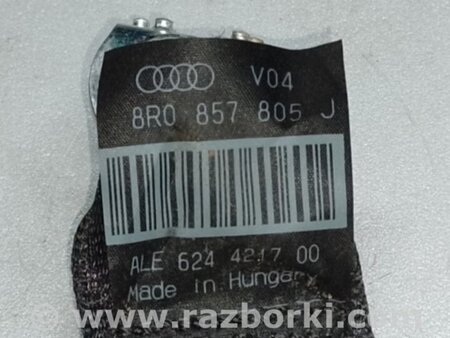 V04
8R0 857 805 J
ALE 624 4217 00
Made in Hungary
www.razborki.com